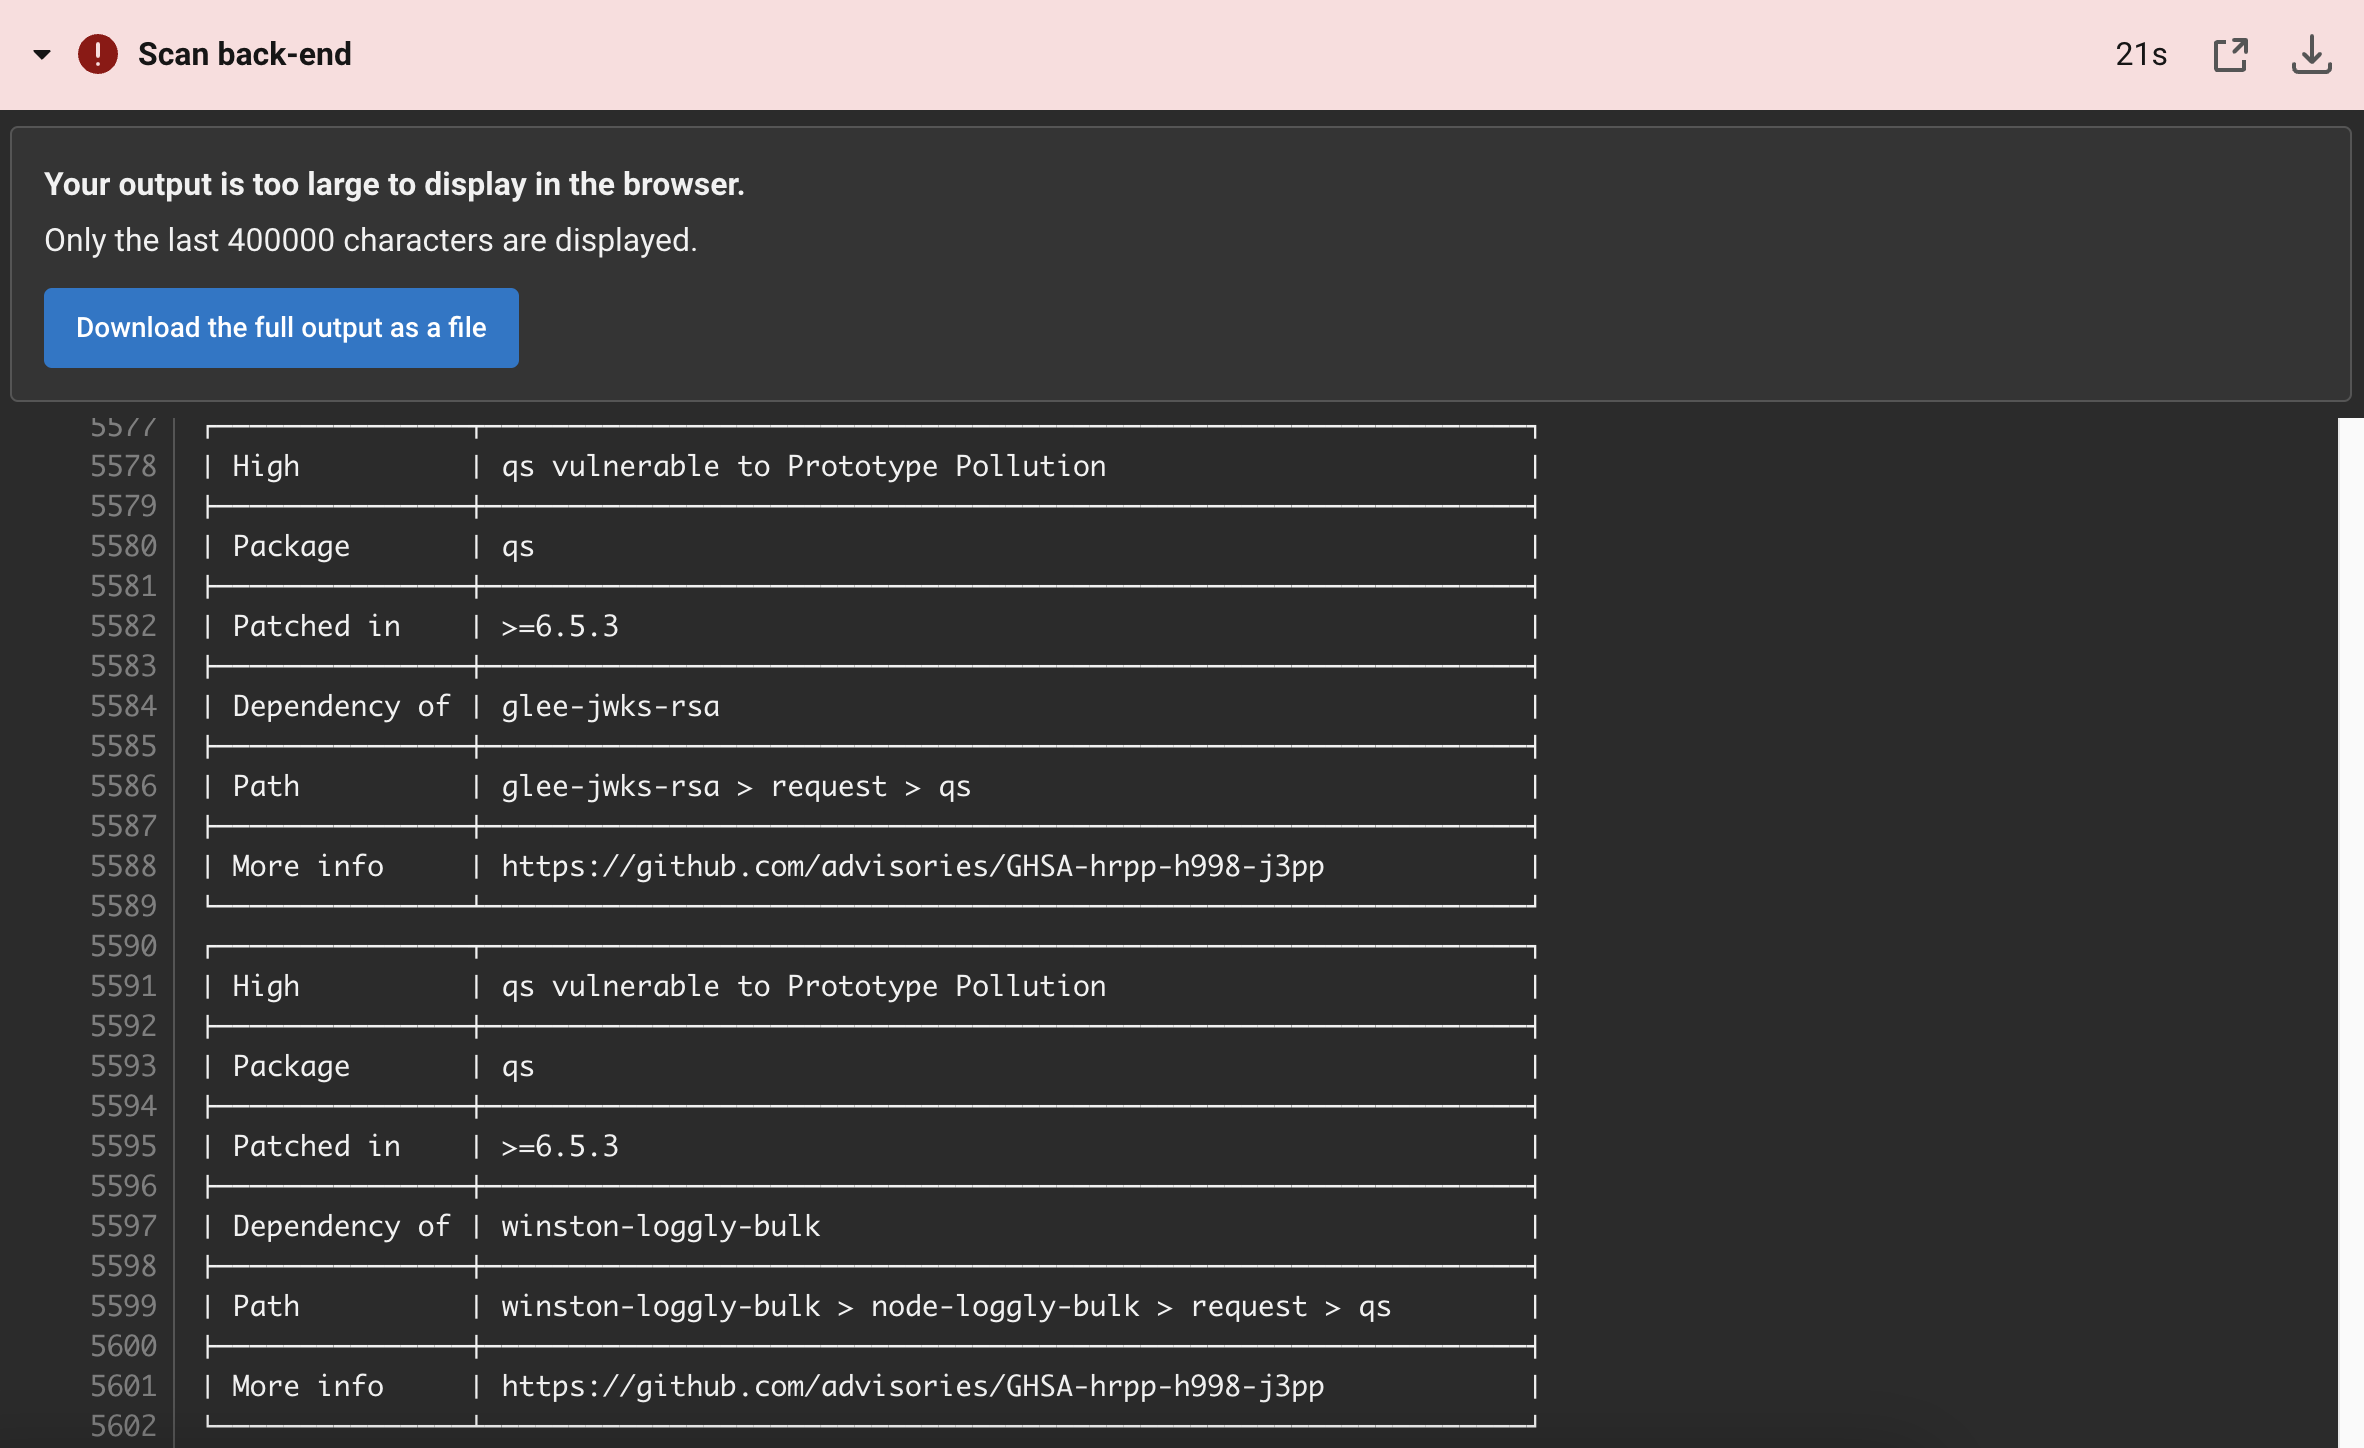 Scan back-end 21s
Your output is too large to display in the browser.
Only the last 400000 characters are displayed.
Download the full output as a file
5577
5578 | High | qs vulnerable to Prototype Pollution |
5579
5580 | Package | qs |
5581
5582 | Patched in | >=6.5.3 |
5583
5584 | Dependency of | glee-jwks-rsa |
5585
5586 | Path | glee-jwks-rsa > request > qs |
5587
5588 | More info | https://github.com/advisories/GHSA-hrpp-h998-j3pp |
5589
5590
5591 | High | qs vulnerable to Prototype Pollution |
5592
5593 | Package | qs |
5594
5595 | Patched in | >=6.5.3 |
5596
5597 | Dependency of | winston-loggly-bulk |
5598
5599 | Path | winston-loggly-bulk > node-loggly-bulk > request > qs |
5600
5601 | More info | https://github.com/advisories/GHSA-hrpp-h998-j3pp |
5602